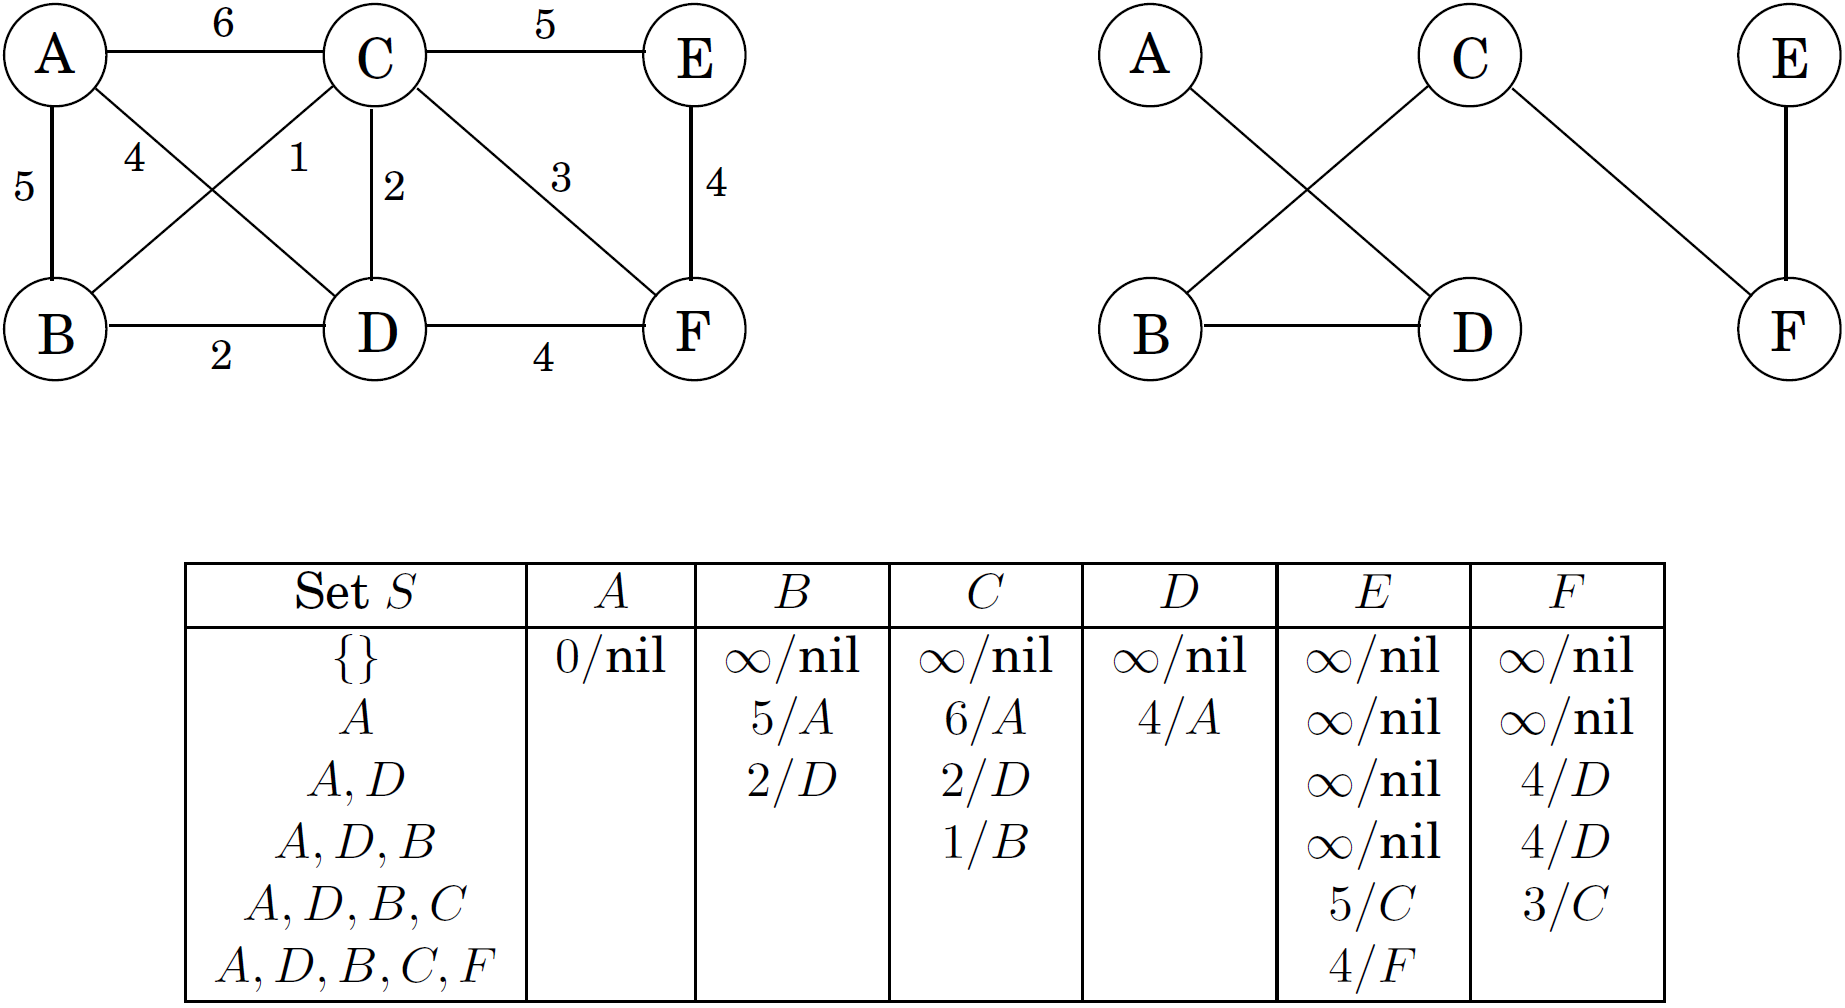 6 5
A C E A C E
5 4 1 2 3 4
B D F B D F
2 4
Set S A B C D E F
{} 0/nil ∞/nil ∞/nil ∞/nil ∞/nil ∞/nil
A 5/A 6/A 4/A ∞/nil ∞/nil
A, D 2/D 2/D ∞/nil 4/D
A, D, B 1/B ∞/nil 4/D
A, D, B, C 5/C 3/C
A, D, B, C, F 4/F